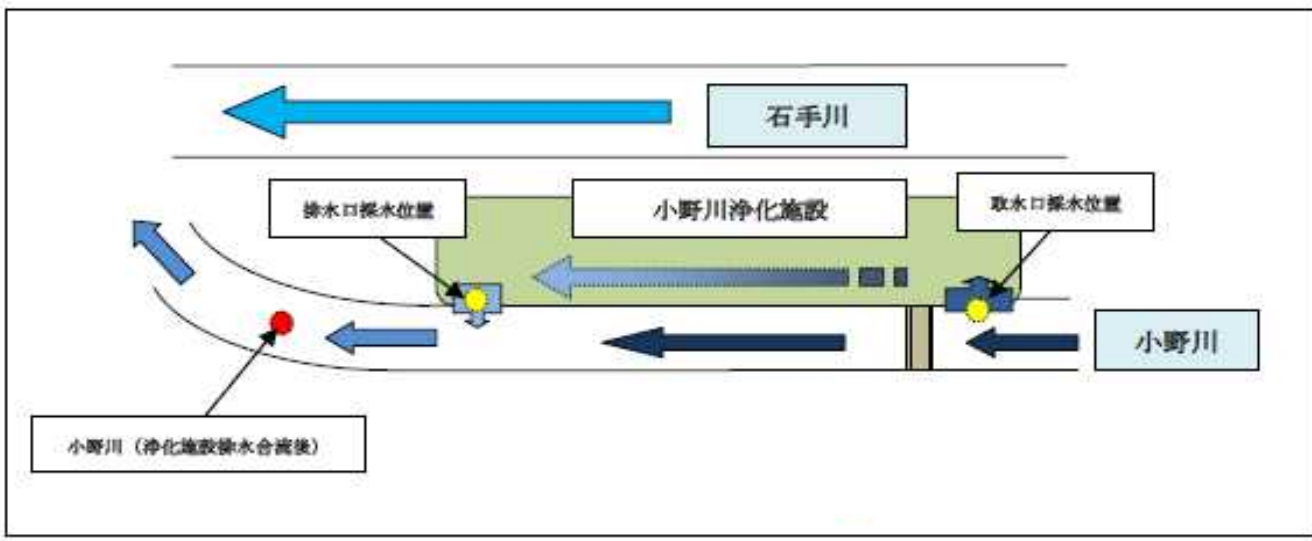 石手川
排水口採水位置
小野川浄化施設
取水口採水位置
小野川
小野川（浄化施設排水合流後）